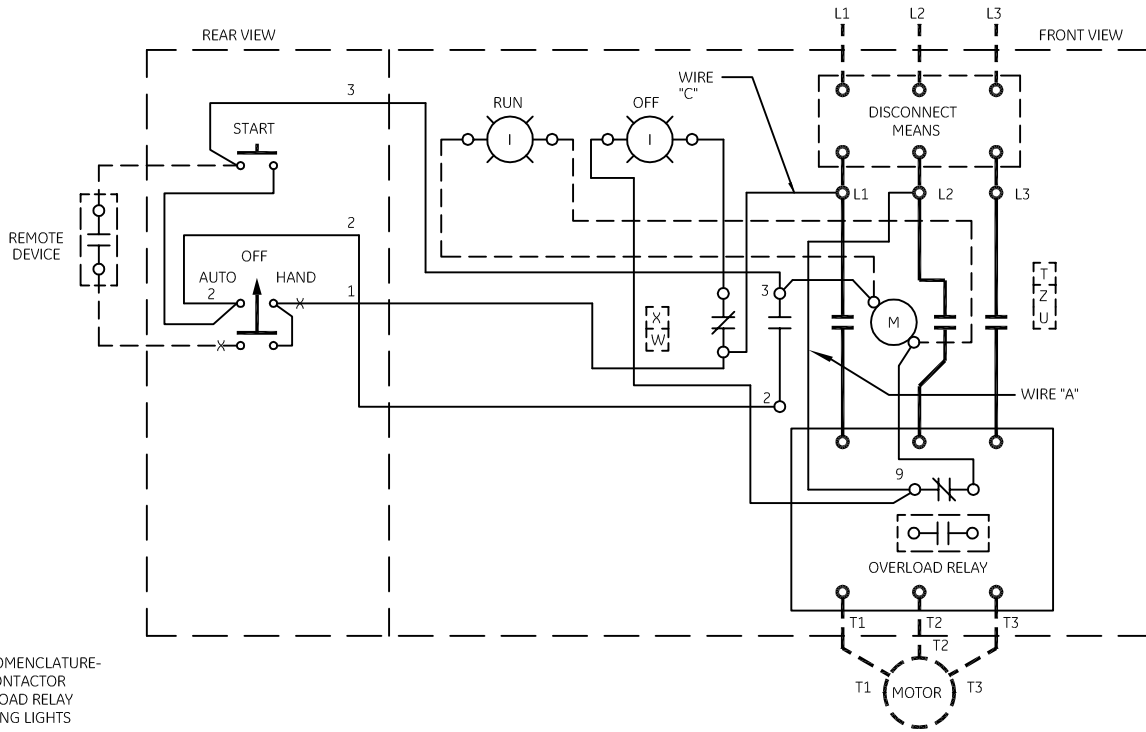 L1 L2 L3
REAR VIEW
FRONT VIEW
WIRE
"C"
3
RUN
OFF
DISCONNECT
MEANS
START
I
I
L1
L2
L3
2
REMOTE
DEVICE
OFF
AUTO
HAND
2
1
X
3
X
W
M
T
Z
U
X
2
WIRE "A"
9
OVERLOAD RELAY
T1
T2
T3
T2
T1
MOTOR
T3
OMENCLATURE-
ONTACTOR
OAD RELAY
NG LIGHTS